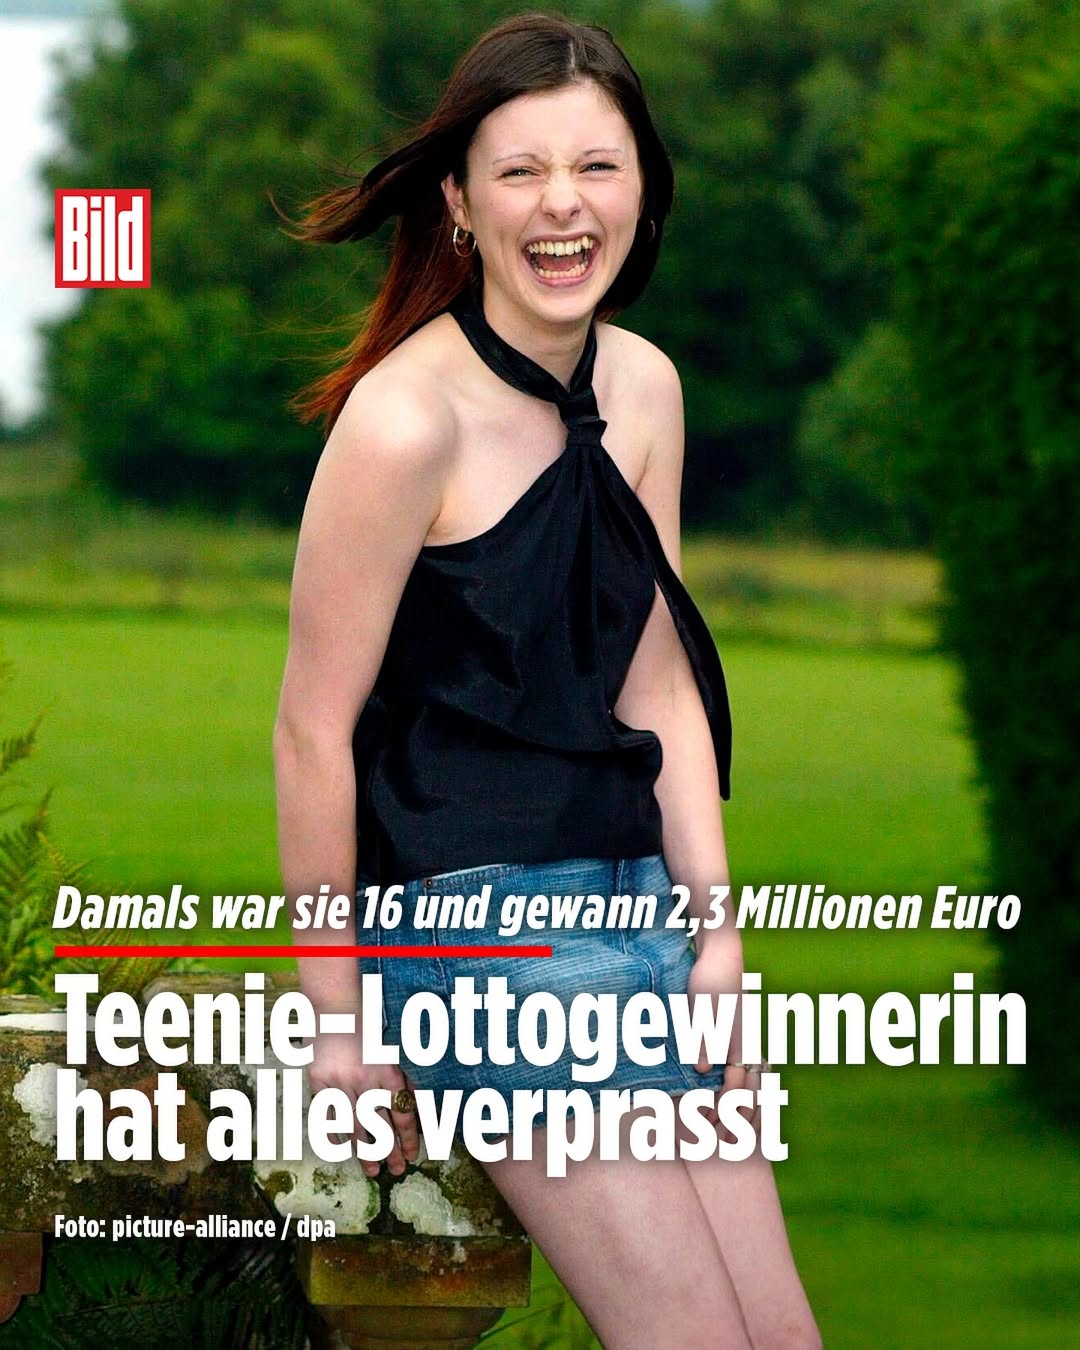 Bild
Damals war sie 16 und gewann 2,3 Millionen Euro
Teenie-Lottogewinnerin
hat alles verprasst
Foto: picture-alliance / dpa